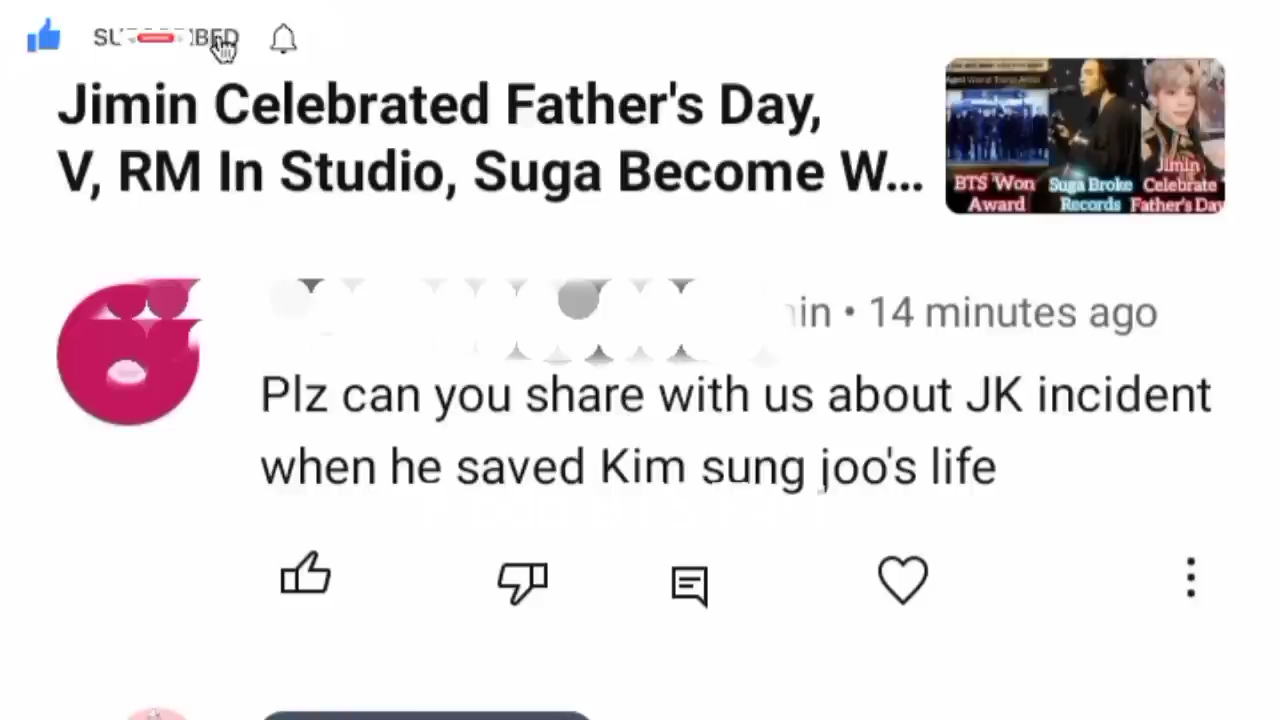 Jimin Celebrated Father's Day,
V, RM In Studio, Suga Become W...
BTS Won
Award
Suga Broke
Records
Jimin
Celebrate
Father's Day
14 minutes ago
Plz can you share with us about JK incident
when he saved Kim sung joo's life